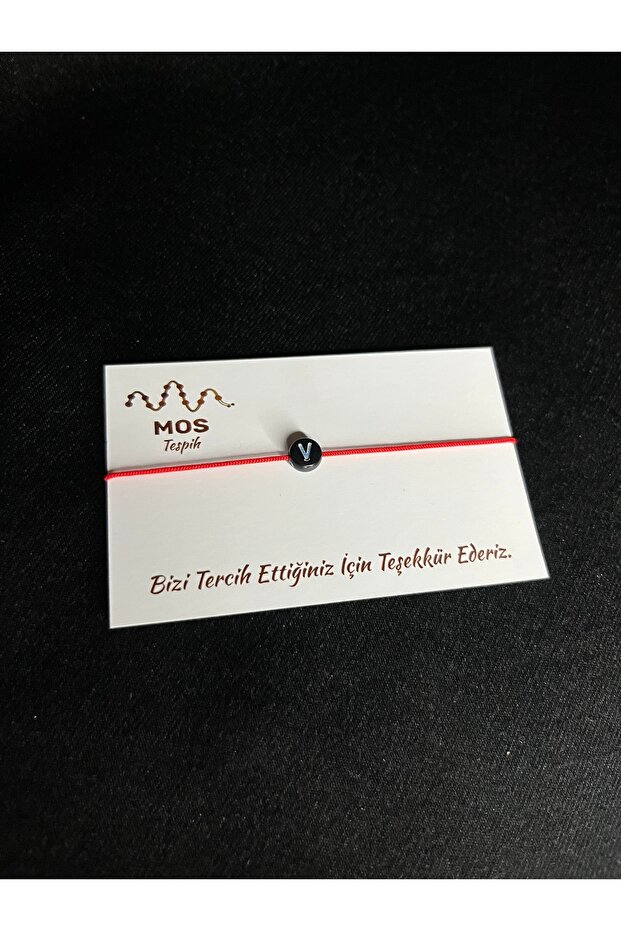 MOS
Tespih
V
Bizi Tercih Ettiğiniz İçin Teşekkür Ederiz.